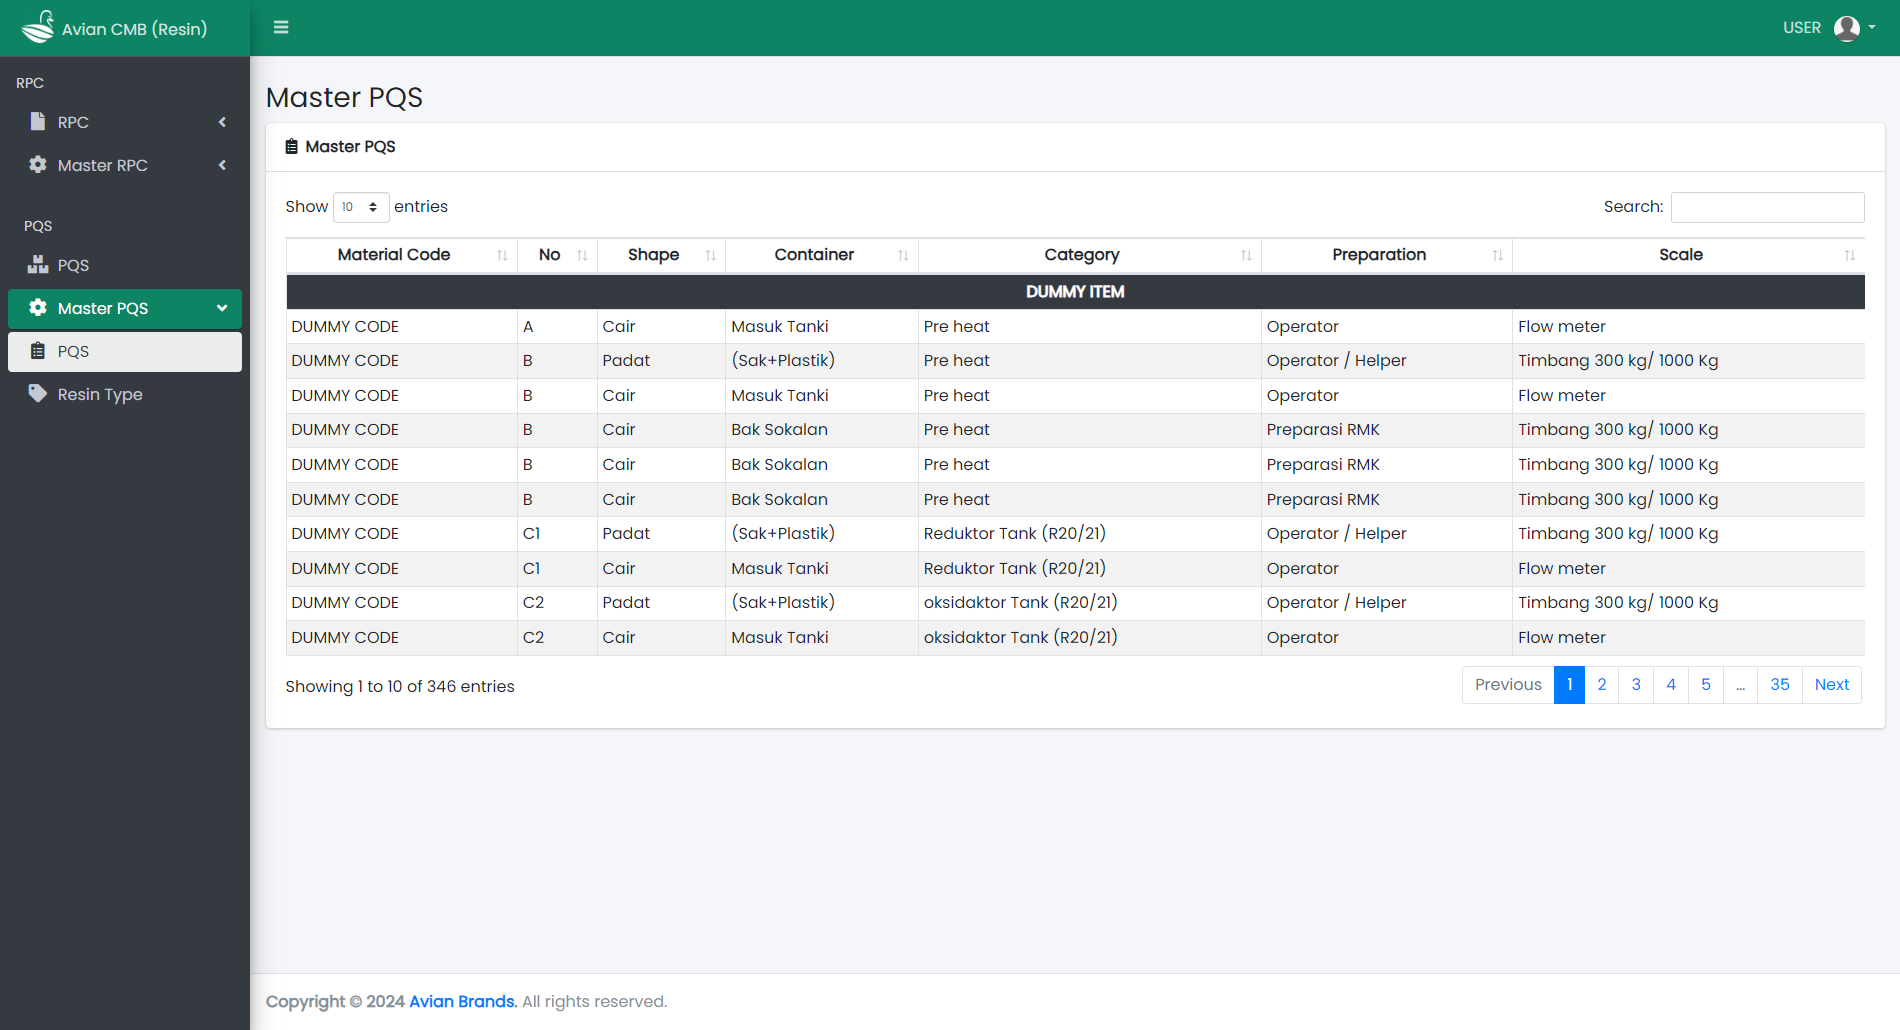 Avian CMB (Resin)
USER
RPC
RPC
Master RPC
PQS
PQS
Master PQS
PQS
Resin Type
Master PQS
Master PQS
Show 10 entries
Search:
Material Code No Shape Container Category Preparation Scale
DUMMY ITEM
DUMMY CODE A Cair Masuk Tanki Pre heat Operator Flow meter
DUMMY CODE B Padat (Sak+Plastik) Pre heat Operator / Helper Timbang 300 kg/ 1000 Kg
DUMMY CODE B Cair Masuk Tanki Pre heat Operator Flow meter
DUMMY CODE B Cair Bak Sokalan Pre heat Preparasi RMK Timbang 300 kg/ 1000 Kg
DUMMY CODE B Cair Bak Sokalan Pre heat Preparasi RMK Timbang 300 kg/ 1000 Kg
DUMMY CODE B Cair Bak Sokalan Pre heat Preparasi RMK Timbang 300 kg/ 1000 Kg
DUMMY CODE C1 Padat (Sak+Plastik) Reduktor Tank (R20/21) Operator / Helper Timbang 300 kg/ 1000 Kg
DUMMY CODE C1 Cair Masuk Tanki Reduktor Tank (R20/21) Operator Flow meter
DUMMY CODE C2 Padat (Sak+Plastik) oksidaktor Tank (R20/21) Operator / Helper Timbang 300 kg/ 1000 Kg
DUMMY CODE C2 Cair Masuk Tanki oksidaktor Tank (R20/21) Operator Flow meter
Showing 1 to 10 of 346 entries
Previous 1 2 3 4 5 ... 35 Next
Copyright © 2024 Avian Brands. All rights reserved.